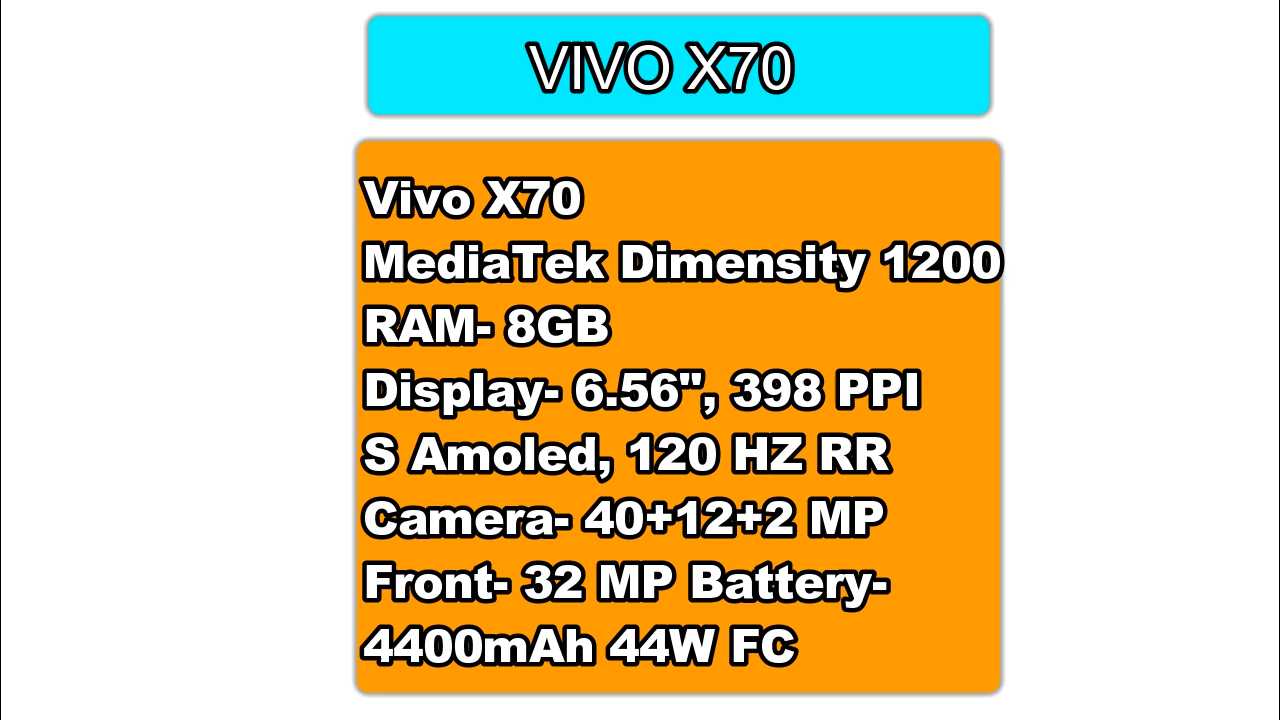 VIVO X70
Vivo X70
MediaTek Dimensity 1200
RAM- 8GB
Display- 6.56", 398 PPI
S Amoled, 120 HZ RR
Camera- 40+12+2 MP
Front- 32 MP Battery-
4400mAh 44W FC